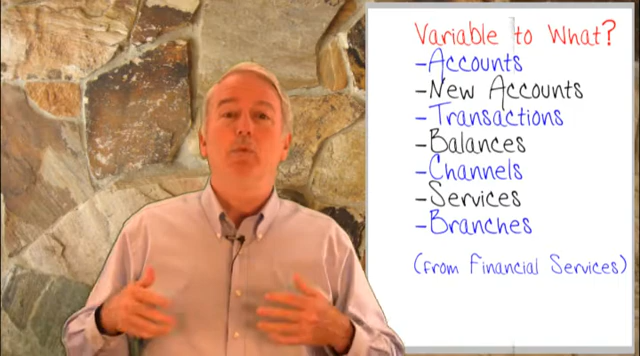 Variable to What?
-Accounts
-New Accounts
-Transactions
-Balances
-Channels
-Services
-Branches
(from Financial Services)